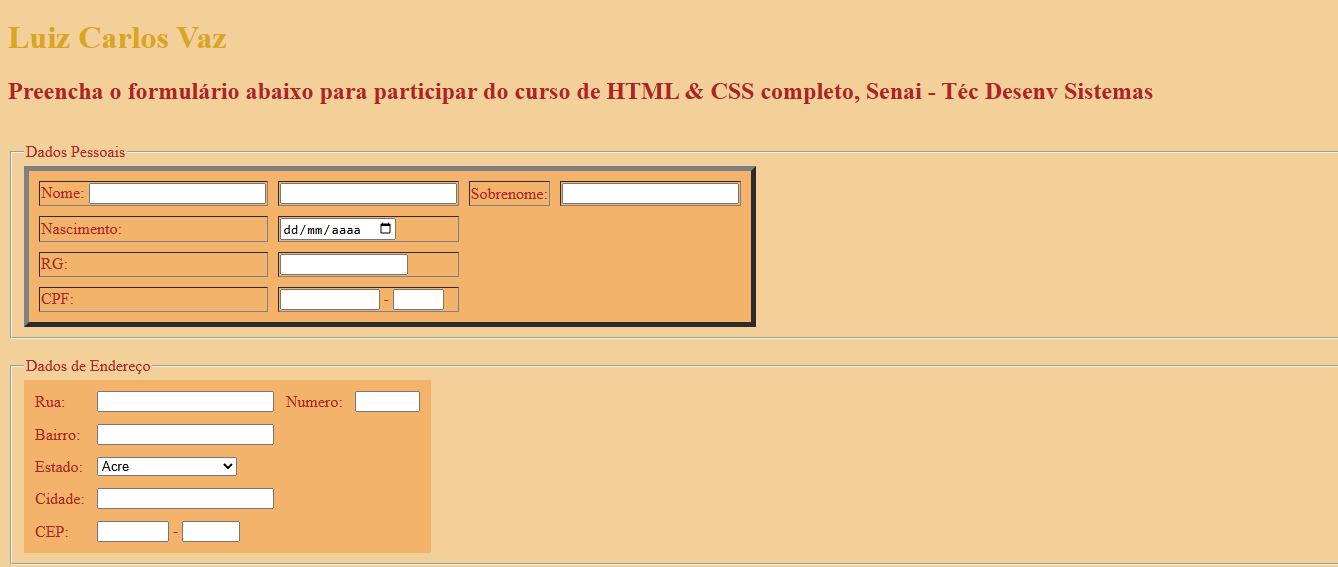 Luiz Carlos Vaz
Preencha o formulário abaixo para participar do curso de HTML & CSS completo, Senai - Téc Desenv Sistemas
Dados Pessoais
Nome: Sobrenome:
Nascimento: dd/mm/aaaa
RG:
CPF: -
Dados de Endereço
Rua: Numero:
Bairro:
Estado: Acre
Cidade:
CEP: -